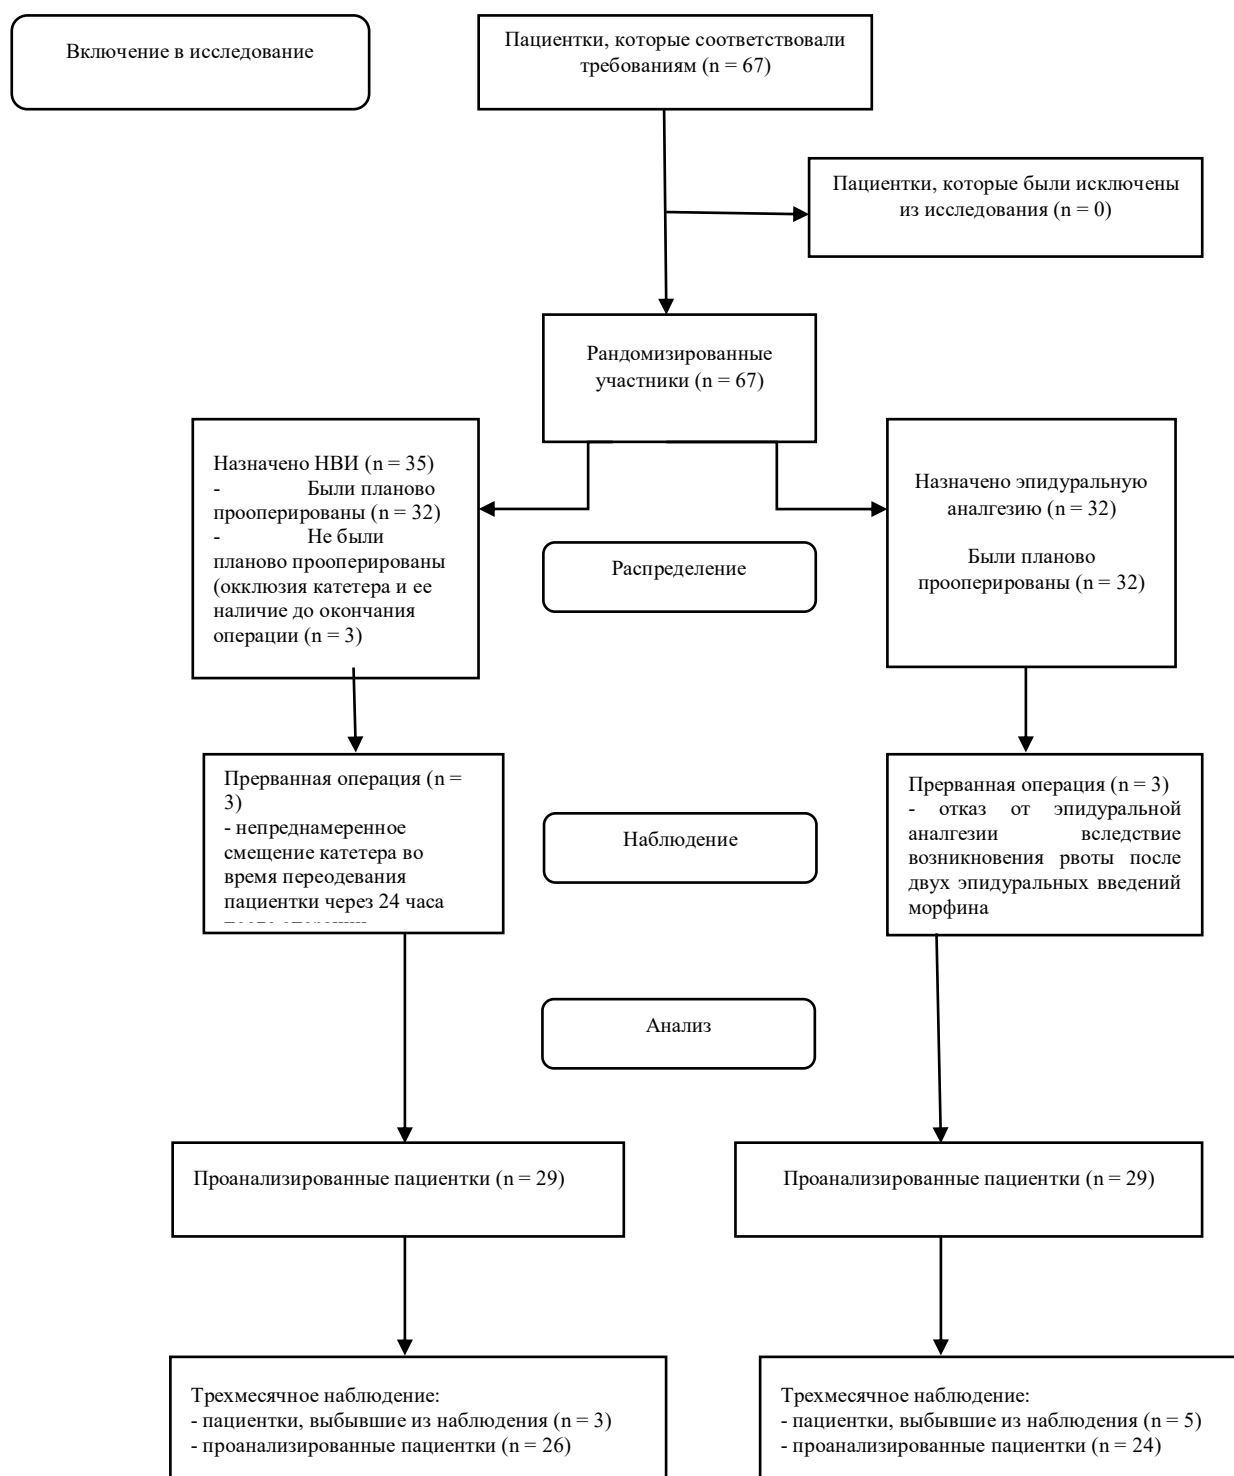 Включение в исследование
Пациентки, которые соответствовали
требованиям (n = 67)
Пациентки, которые были исключены
из исследования (n = 0)
Рандомизированные
участники (n = 67)
Назначено НВИ (n = 35)
- Были планово
прооперированы (n = 32)
- Не были
планово прооперированы
(окклюзия катетера и ее
наличие до окончания
операции (n = 3)
Назначено эпидуральную
аналгезию (n = 32)
Были планово
прооперированы (n = 32)
Распределение
Прерванная операция (n =
3)
- непреднамеренное
смещение катетера во
время переодевания
пациентки через 24 часа
Наблюдение
Прерванная операция (n = 3)
- отказ от эпидуральной
аналгезии вследствие
возникновения рвоты после
двух эпидуральных введений
морфина
Анализ
Проанализированные пациентки (n = 29)
Проанализированные пациентки (n = 29)
Трехмесячное наблюдение:
- пациентки, выбывшие из наблюдения (n = 3)
- проанализированные пациентки (n = 26)
Трехмесячное наблюдение:
- пациентки, выбывшие из наблюдения (n = 5)
- проанализированные пациентки (n = 24)